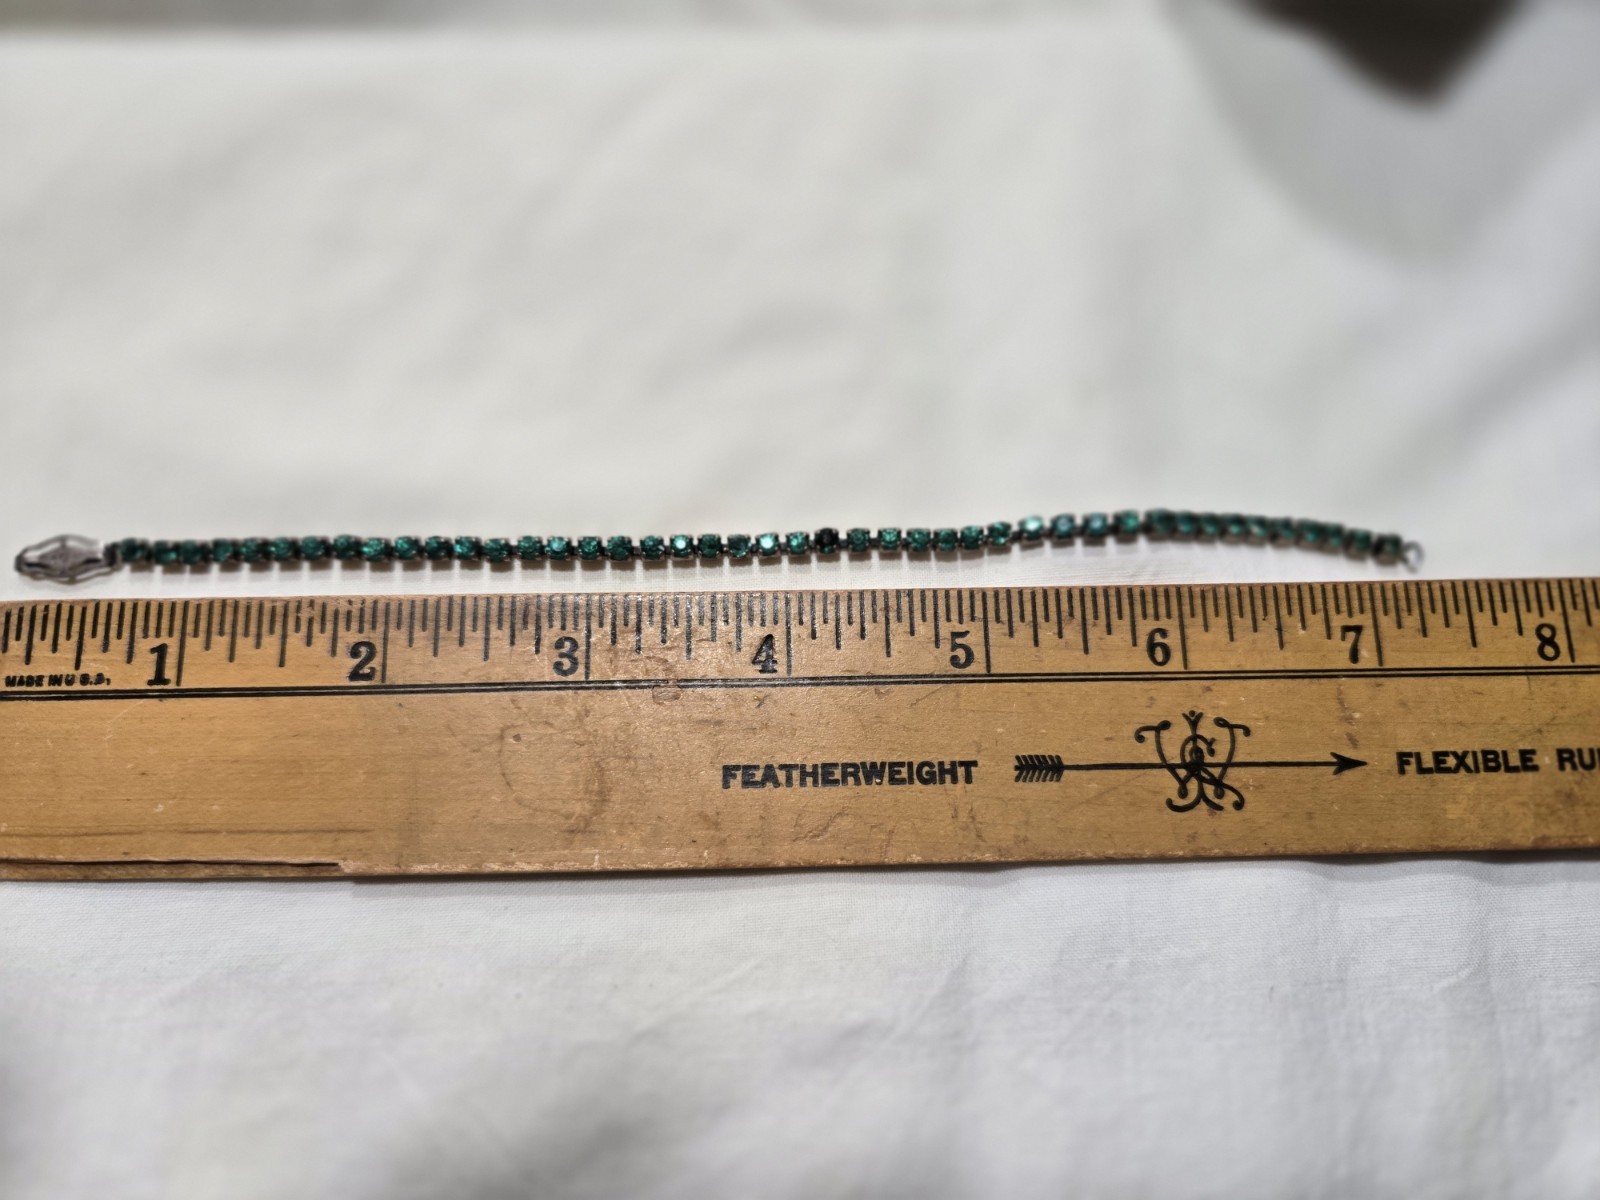 1 2 3 4 5 6 7 8
MADE IN U.S.A.
FEATHERWEIGHT FLEXIBLE RU